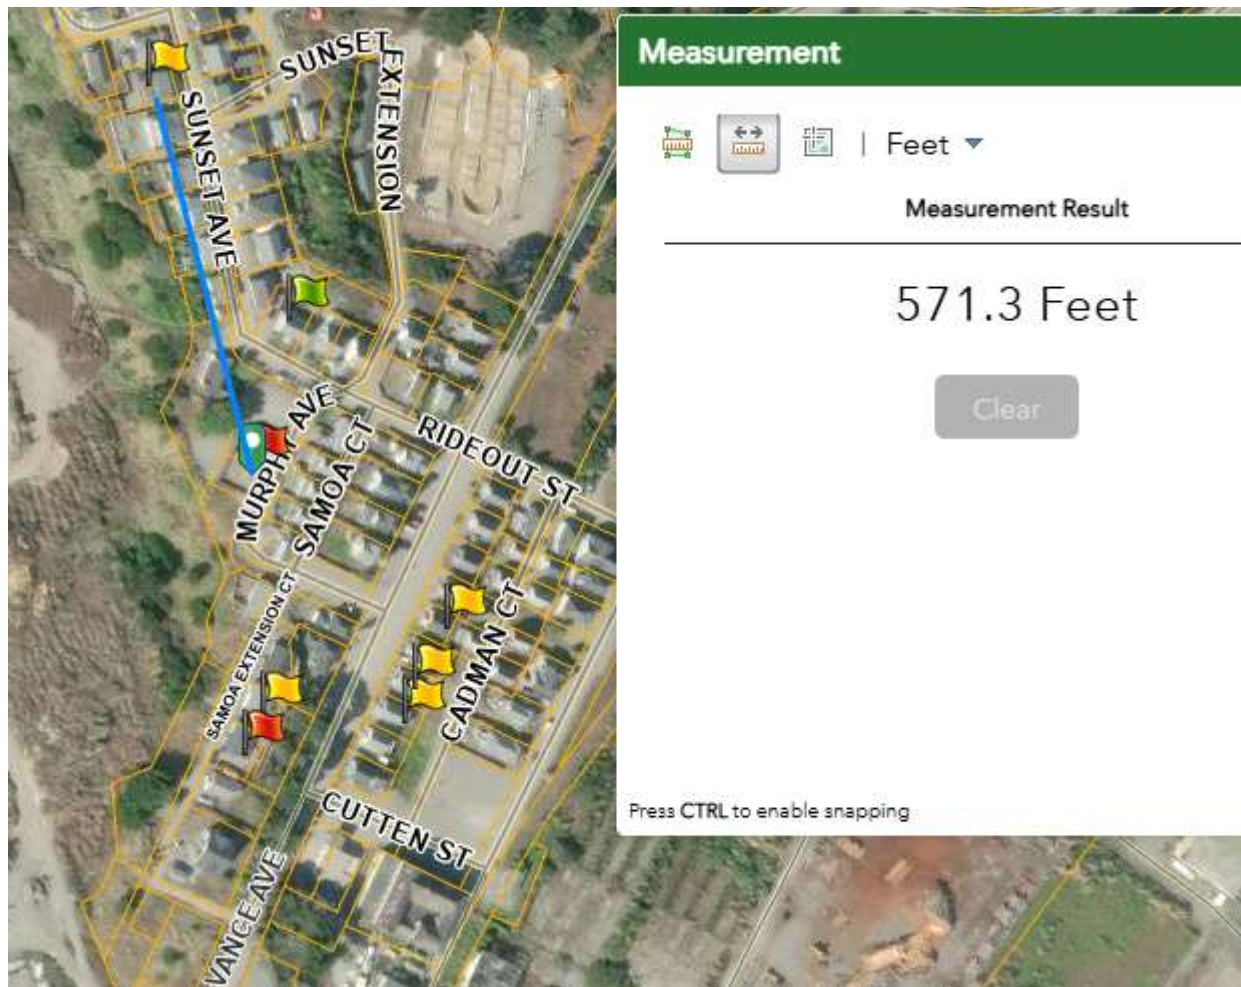 SUNSET
EXTENSION
SUNSET AVE
MURPHY AVE
SAMOA CT
RIDEOUT ST
SAMOA EXTENSION CT
CADMAN CT
CUTTEN ST
VANCE AVE
Measurement
| Feet
Measurement Result
571.3 Feet
Clear
Press CTRL to enable snapping